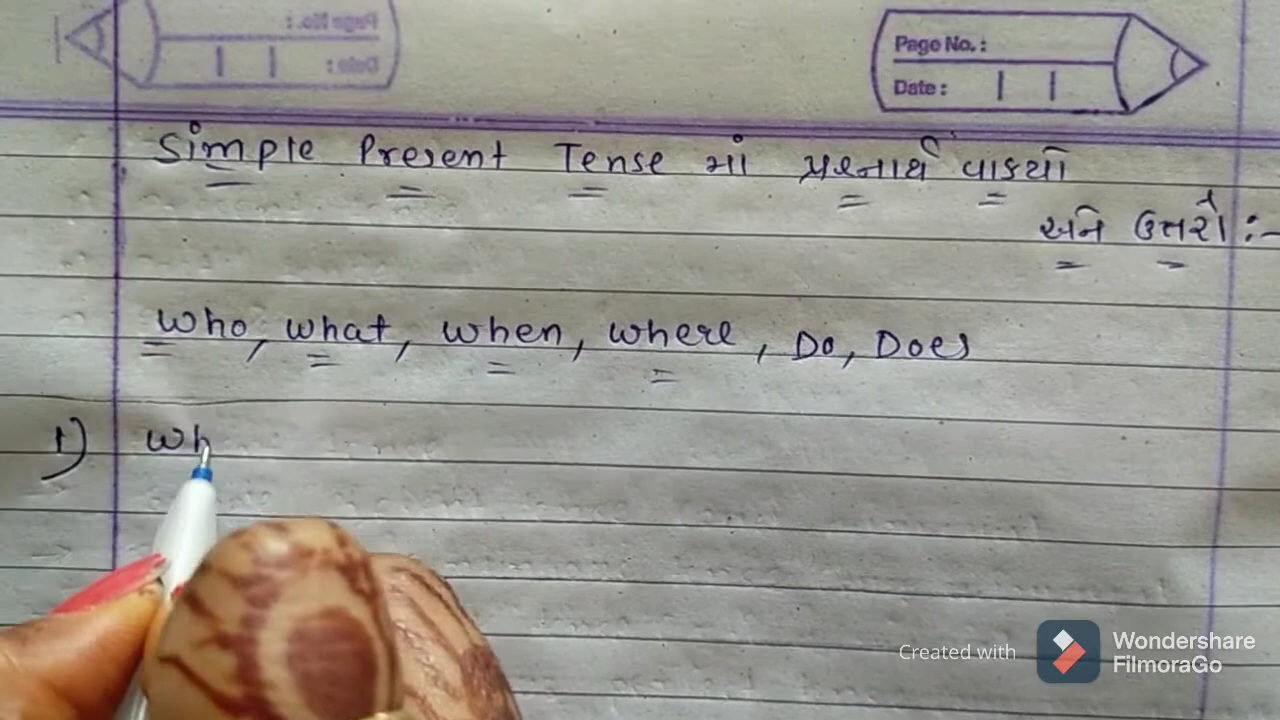 Page No. :
Date :
Simple Present Tense માં પ્રશ્નાર્થ વાકયો
અને ઉત્તરો :-
Who, What, When, Where, Do, Does
1) Wh
Created with Wondershare FilmoraGo